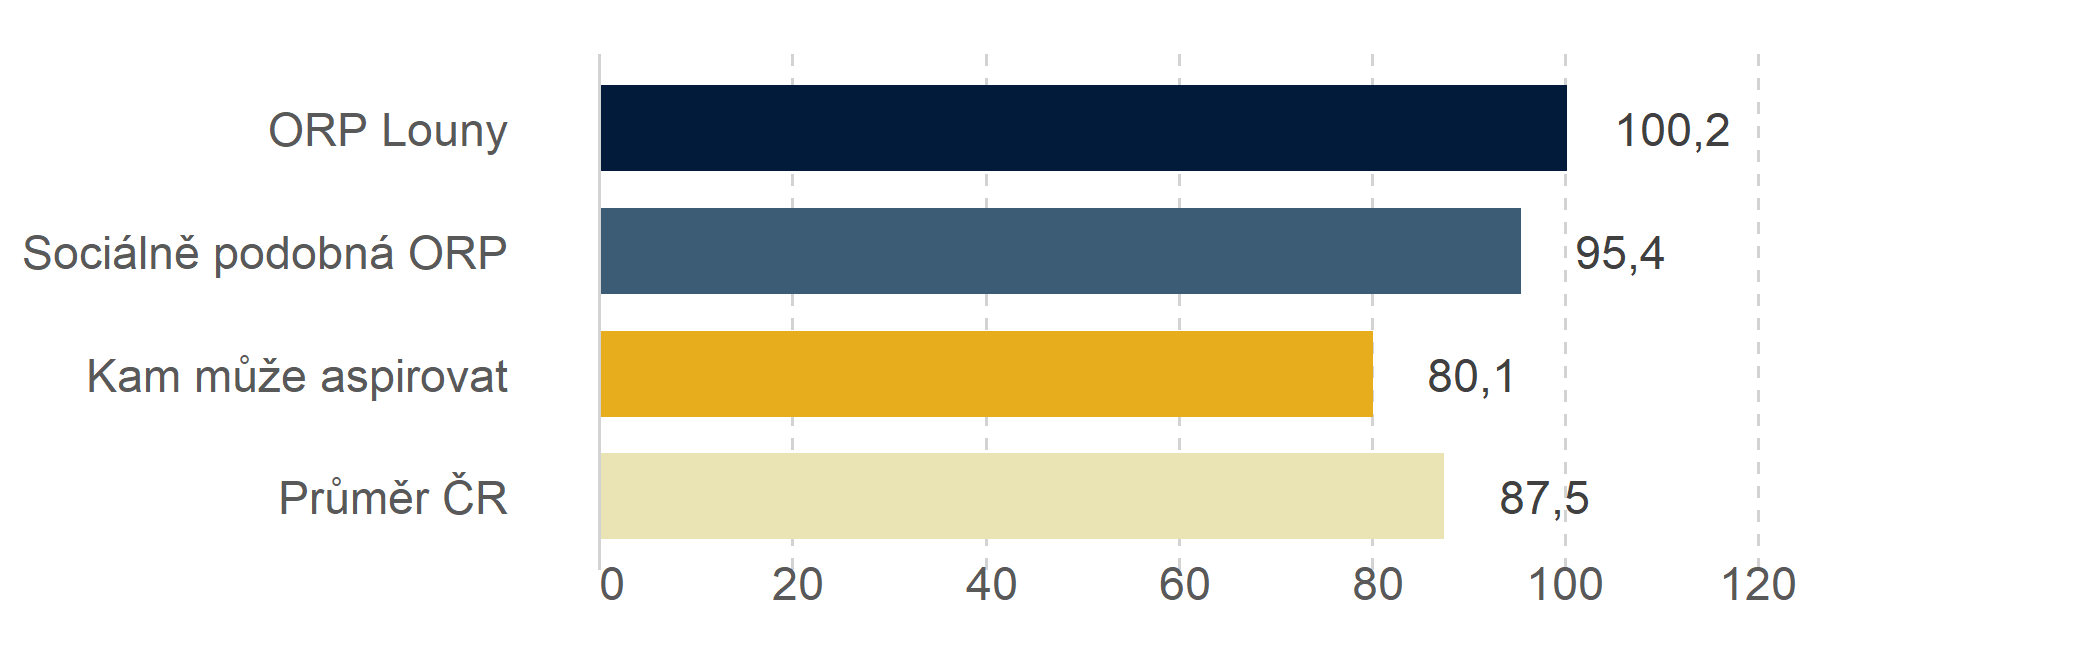 ORP Louny 100,2
Sociálně podobná ORP 95,4
Kam může aspirovat 80,1
Průměr ČR 87,5
0 20 40 60 80 100 120